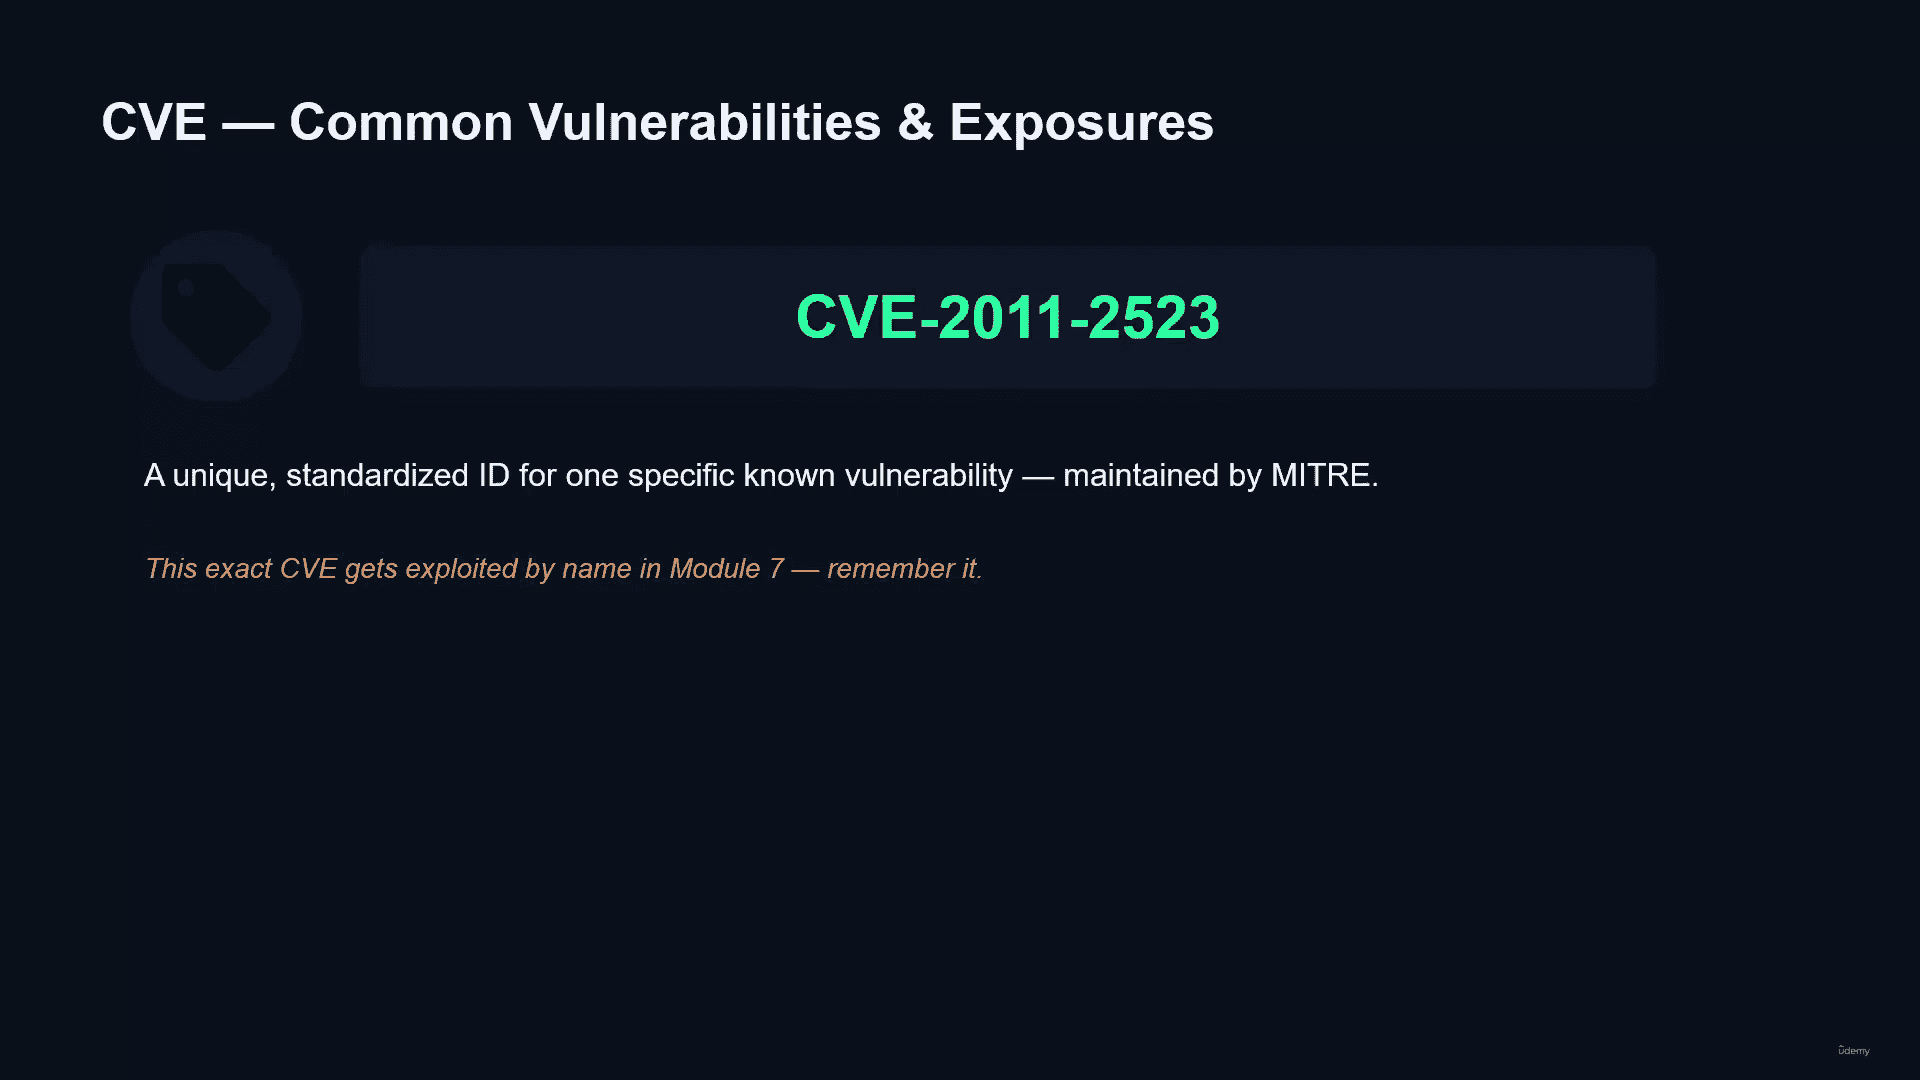 CVE — Common Vulnerabilities & Exposures
CVE-2011-2523
A unique, standardized ID for one specific known vulnerability — maintained by MITRE.
This exact CVE gets exploited by name in Module 7 — remember it.
ûdemy